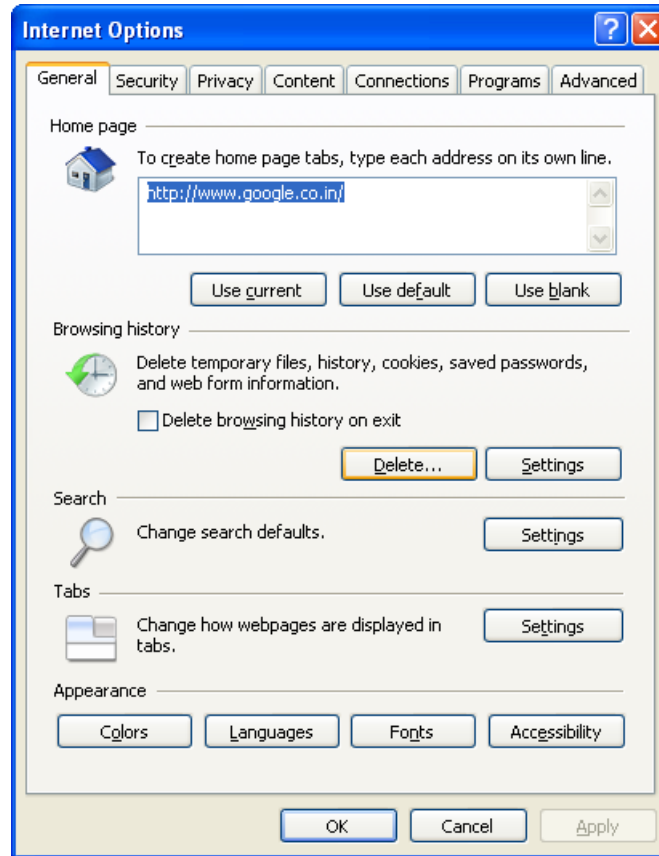 Internet Options
General Security Privacy Content Connections Programs Advanced
Home page
To create home page tabs, type each address on its own line.
http://www.google.co.in/
Use current Use default Use blank
Browsing history
Delete temporary files, history, cookies, saved passwords,
and web form information.
Delete browsing history on exit
Delete... Settings
Search
Change search defaults. Settings
Tabs
Change how webpages are displayed in Settings
tabs.
Appearance
Colors Languages Fonts Accessibility
OK Cancel Apply